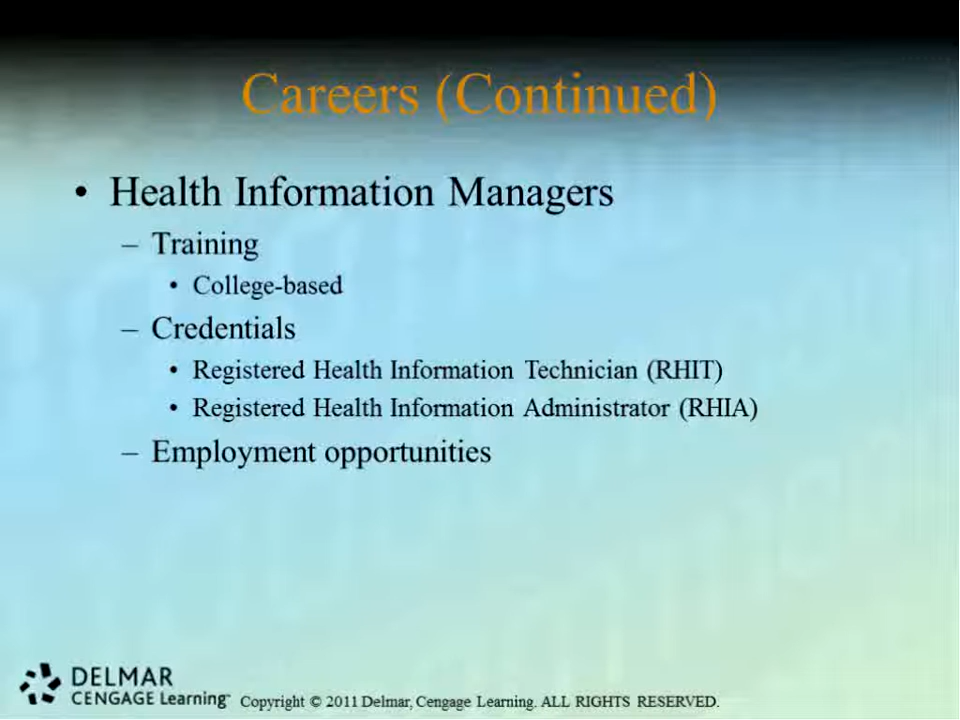 Careers (Continued)
• Health Information Managers
– Training
• College-based
– Credentials
• Registered Health Information Technician (RHIT)
• Registered Health Information Administrator (RHIA)
– Employment opportunities
DELMAR
CENGAGE Learning™
Copyright © 2011 Delmar, Cengage Learning. ALL RIGHTS RESERVED.